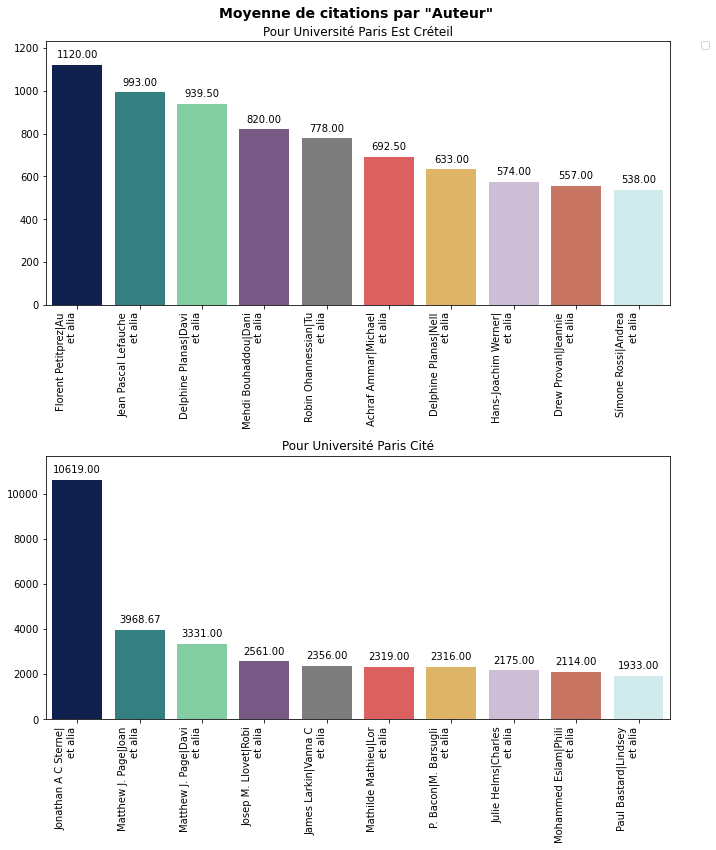 Moyenne de citations par "Auteur"
Pour Université Paris Est Créteil
1200
1000
800
600
400
200
0
1120.00
993.00
939.50
820.00
778.00
692.50
633.00
574.00
557.00
538.00
Florent Petitprez|Au
et alia
Jean Pascal Lefauche
et alia
Delphine Planas|Davi
et alia
Mehdi Bouhaddou|Dani
et alia
Robin Ohannessian|Tu
et alia
Achraf Ammar|Michael
et alia
Delphine Planas|Nell
et alia
Hans-Joachim Werner|
et alia
Drew Provan|Jeannie
et alia
Símone Rossi|Andrea
et alia
Pour Université Paris Cité
10000
8000
6000
4000
2000
0
10619.00
3968.67
3331.00
2561.00
2356.00
2319.00
2316.00
2175.00
2114.00
1933.00
Jonathan A C Sterne|
et alia
Matthew J. Page|Joan
et alia
Matthew J. Page|Davi
et alia
Josep M. Llovet|Robi
et alia
James Larkin|Vanna C
et alia
Mathilde Mathieu|Lor
et alia
P. Bacon|M. Barsugli
et alia
Julie Helms|Charles
et alia
Mohammed Eslam|Phili
et alia
Paul Bastard|Lindsey
et alia